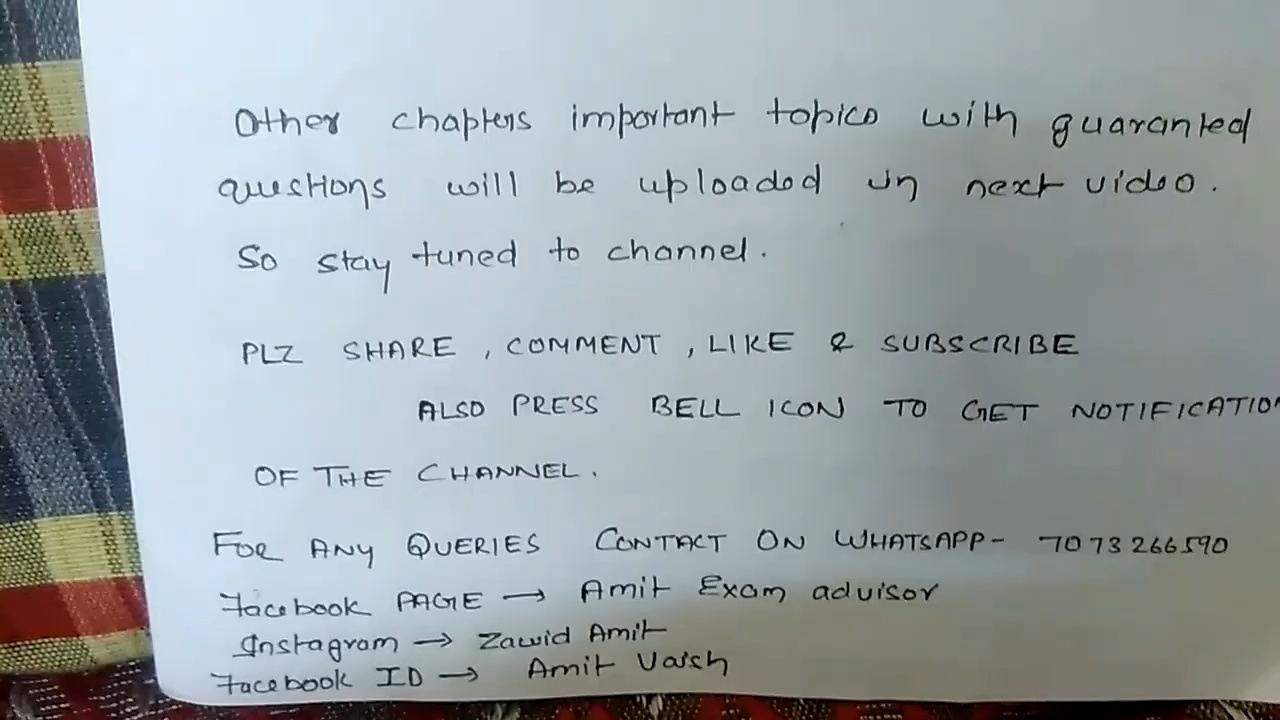 Other chapters important topics with guaranted
questions will be uploaded in next video.
So stay tuned to channel.
PLZ SHARE , COMMENT , LIKE & SUBSCRIBE
ALSO PRESS BELL ICON TO GET NOTIFICATION
OF THE CHANNEL.
FOR ANY QUERIES CONTACT ON WHATSAPP- 7073266590
Facebook PAGE → Amit Exam advisor
Instagram → Zawid Amit
Facebook ID → Amit Vaish